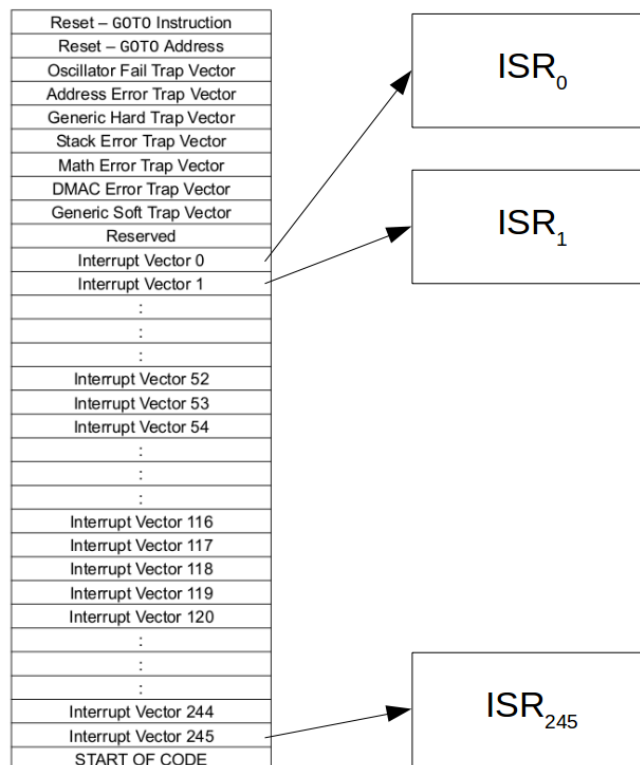 Reset – GOTO Instruction
Reset – GOTO Address
Oscillator Fail Trap Vector
Address Error Trap Vector
Generic Hard Trap Vector
Stack Error Trap Vector
Math Error Trap Vector
DMAC Error Trap Vector
Generic Soft Trap Vector
Reserved
Interrupt Vector 0
Interrupt Vector 1
:
:
:
Interrupt Vector 52
Interrupt Vector 53
Interrupt Vector 54
:
:
:
Interrupt Vector 116
Interrupt Vector 117
Interrupt Vector 118
Interrupt Vector 119
Interrupt Vector 120
:
:
:
Interrupt Vector 244
Interrupt Vector 245
START OF CODE
ISR0
ISR1
ISR245